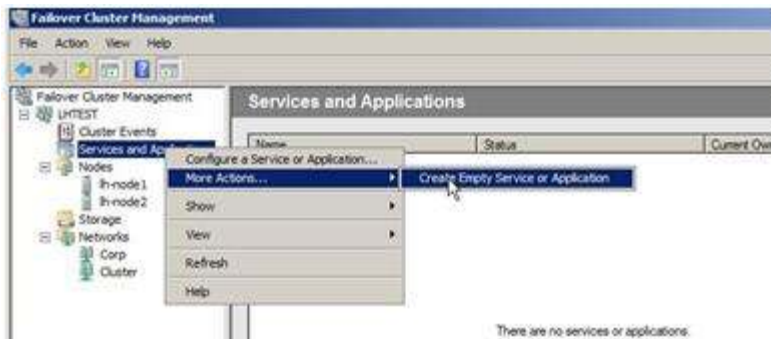 Failover Cluster Management
File Action View Help
Failover Cluster Management
LHTEST
Cluster Events
Services and
Nodes
lh-node1
lh-node2
Storage
Networks
Corp
Cluster
Services and Applications
Name Status Current Own
Configure a Service or Application...
More Actions...
Show
View
Refresh
Help
Create Empty Service or Application
There are no services or applications.